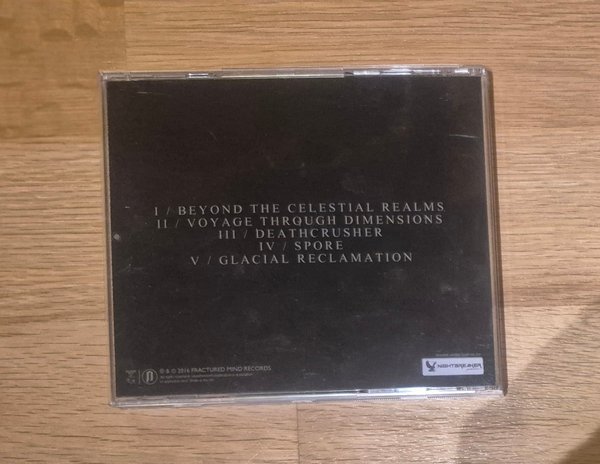 I / BEYOND THE CELESTIAL REALMS
II / VOYAGE THROUGH DIMENSIONS
III / DEATHCRUSHER
IV / SPORE
V / GLACIAL RECLAMATION
℗ & © 2016 FRACTURED MIND RECORDS
NIGHTBREAKER